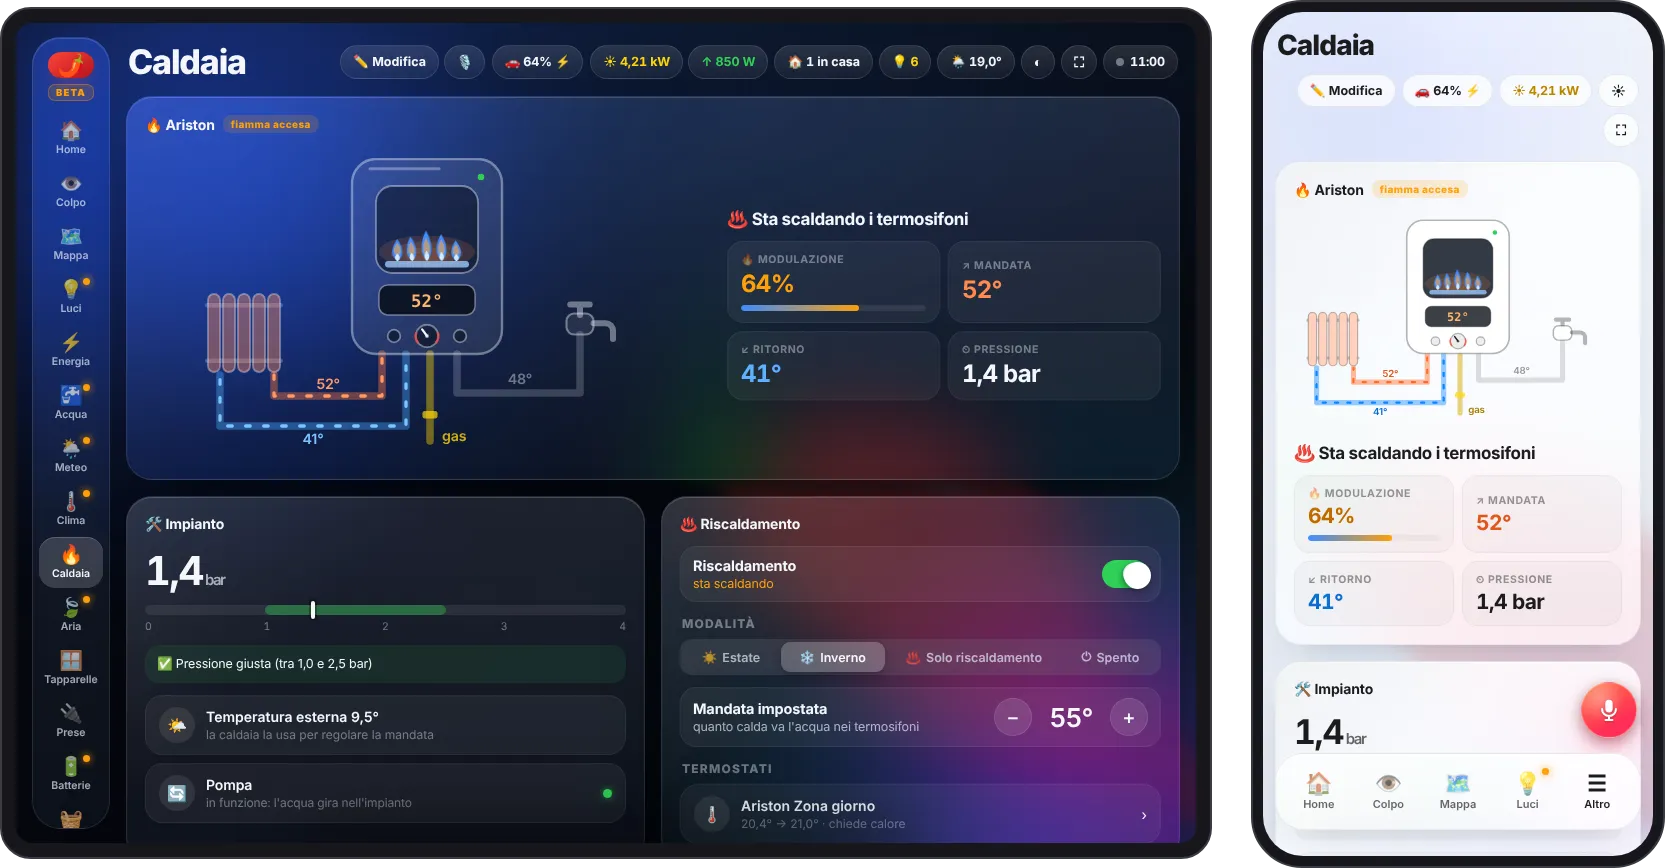 BETA
Home
Colpo
Mappa
Luci
Energia
Acqua
Meteo
Clima
Caldaia
Aria
Tapparelle
Prese
Batterie
Caldaia
Modifica
64%
4,21 kW
↑ 850 W
1 in casa
6
19,0°
11:00
Ariston fiamma accesa
52°
52°
48°
41°
gas
Sta scaldando i termosifoni
MODULAZIONE
64%
↗ MANDATA
52°
↙ RITORNO
41°
PRESSIONE
1,4 bar
Impianto
1,4 bar
0 1 2 3 4
Pressione giusta (tra 1,0 e 2,5 bar)
Temperatura esterna 9,5°
la caldaia la usa per regolare la mandata
Pompa
in funzione: l'acqua gira nell'impianto
Riscaldamento
Riscaldamento
sta scaldando
MODALITÀ
Estate Inverno Solo riscaldamento Spento
Mandata impostata
quanto calda va l'acqua nei termosifoni
− 55° +
TERMOSTATI
Ariston Zona giorno
20,4° → 21,0° · chiede calore
›
Caldaia
Modifica
64%
4,21 kW
Ariston fiamma accesa
52°
52°
48°
41°
gas
Sta scaldando i termosifoni
MODULAZIONE
64%
↗ MANDATA
52°
↙ RITORNO
41°
PRESSIONE
1,4 bar
Impianto
1,4 bar
Home
Colpo
Mappa
Luci
Altro